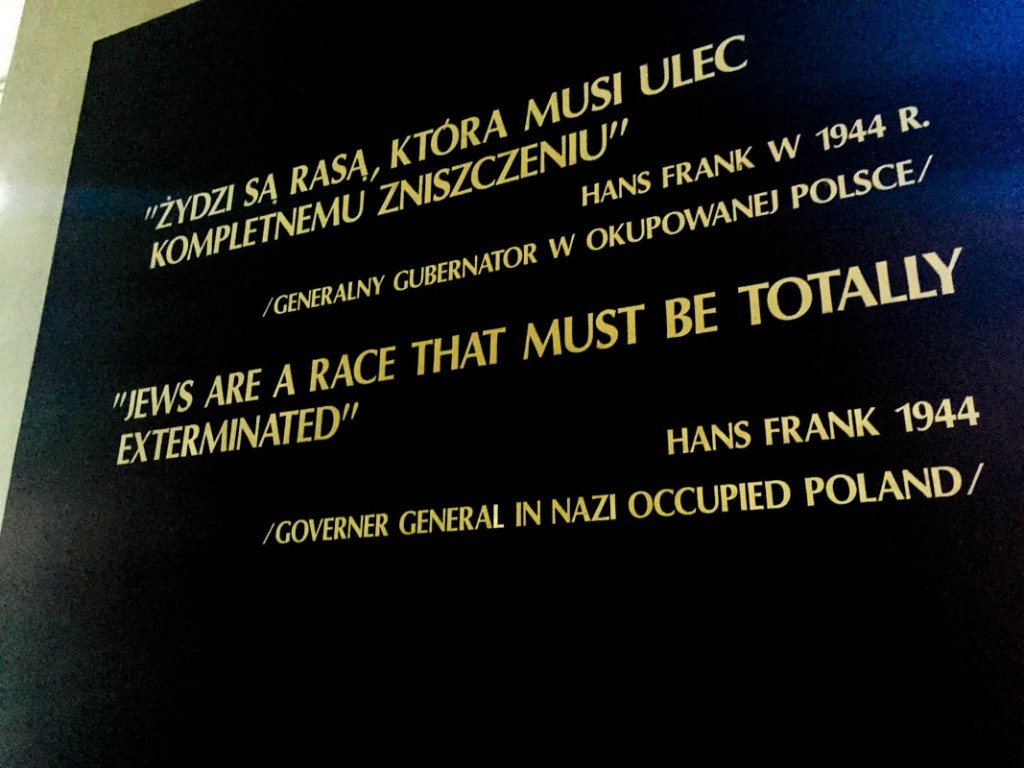 "ŻYDZI SĄ RASĄ, KTÓRA MUSI ULEC
KOMPLETNEMU ZNISZCZENIU"
HANS FRANK W 1944 R.
/GENERALNY GUBERNATOR W OKUPOWANEJ POLSCE/
"JEWS ARE A RACE THAT MUST BE TOTALLY
EXTERMINATED"
HANS FRANK 1944
/GOVERNER GENERAL IN NAZI OCCUPIED POLAND/